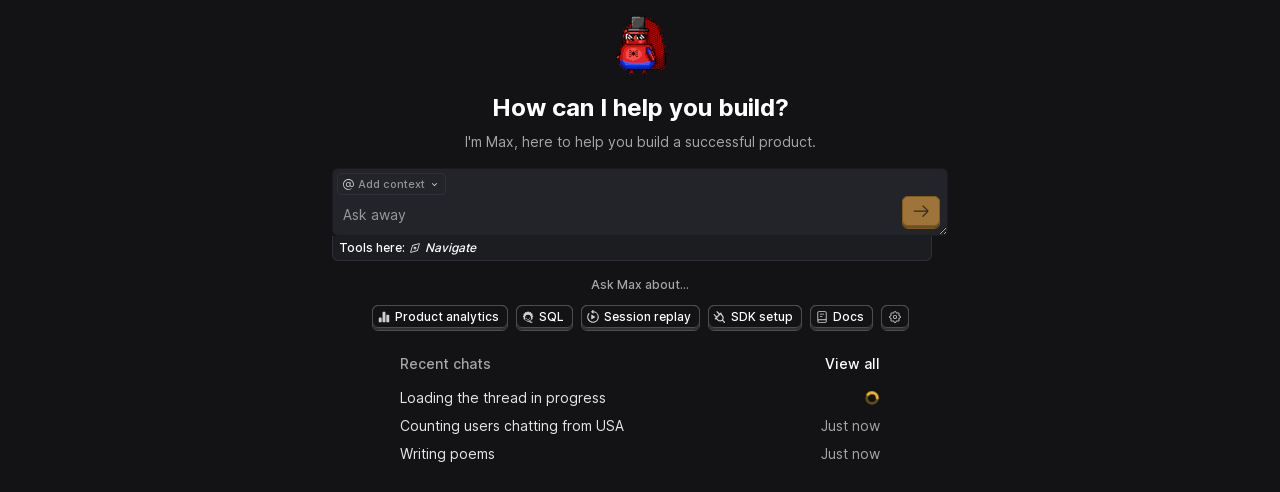 How can I help you build?
I'm Max, here to help you build a successful product.
@ Add context
Ask away
Tools here: Navigate
Ask Max about...
Product analytics SQL Session replay SDK setup Docs
Recent chats View all
Loading the thread in progress
Counting users chatting from USA Just now
Writing poems Just now